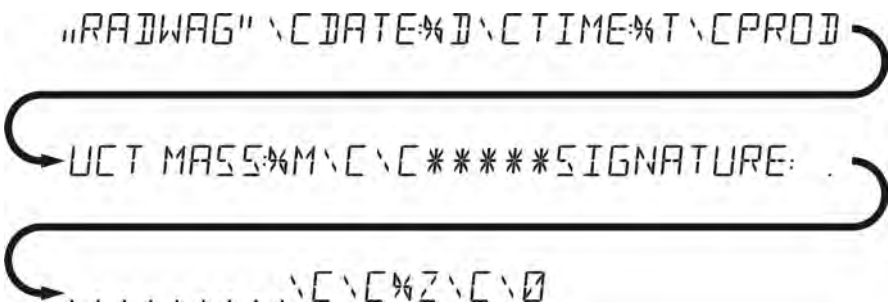 „RADWAG" \CDATE:%D\CTIME:%T\CPROD
UCT MASS:%M\C\C*****SIGNATURE: .
.........\C\C%Z\C\0